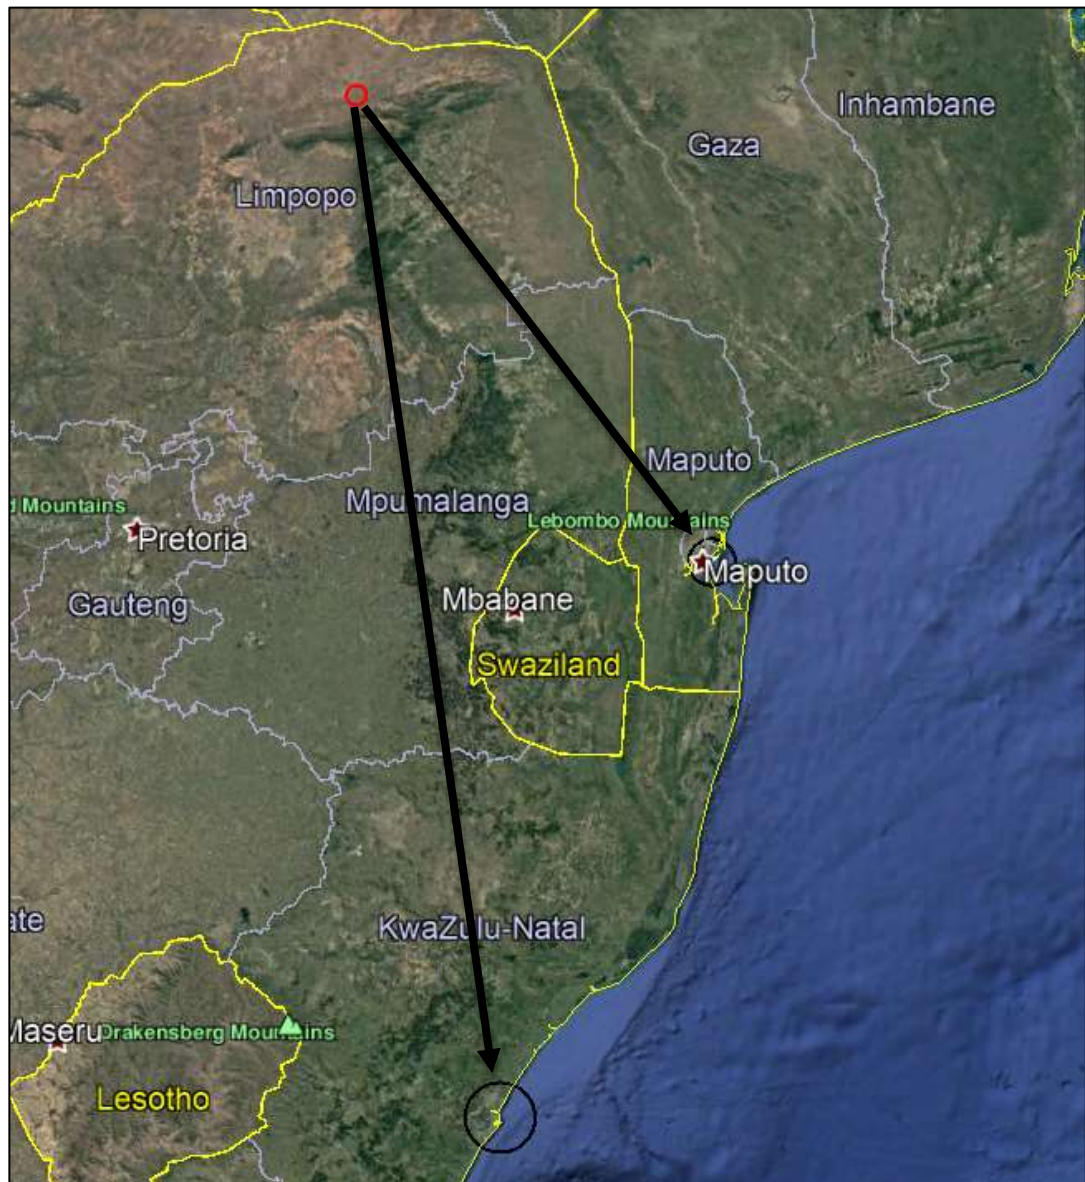 Inhambane
Gaza
Limpopo
Maputo
Mpumalanga
d Mountains
Lebombo Mountains
Pretoria
Maputo
Mbabane
Gauteng
Swaziland
KwaZulu-Natal
ate
Maseru
Drakensberg Mountains
Lesotho